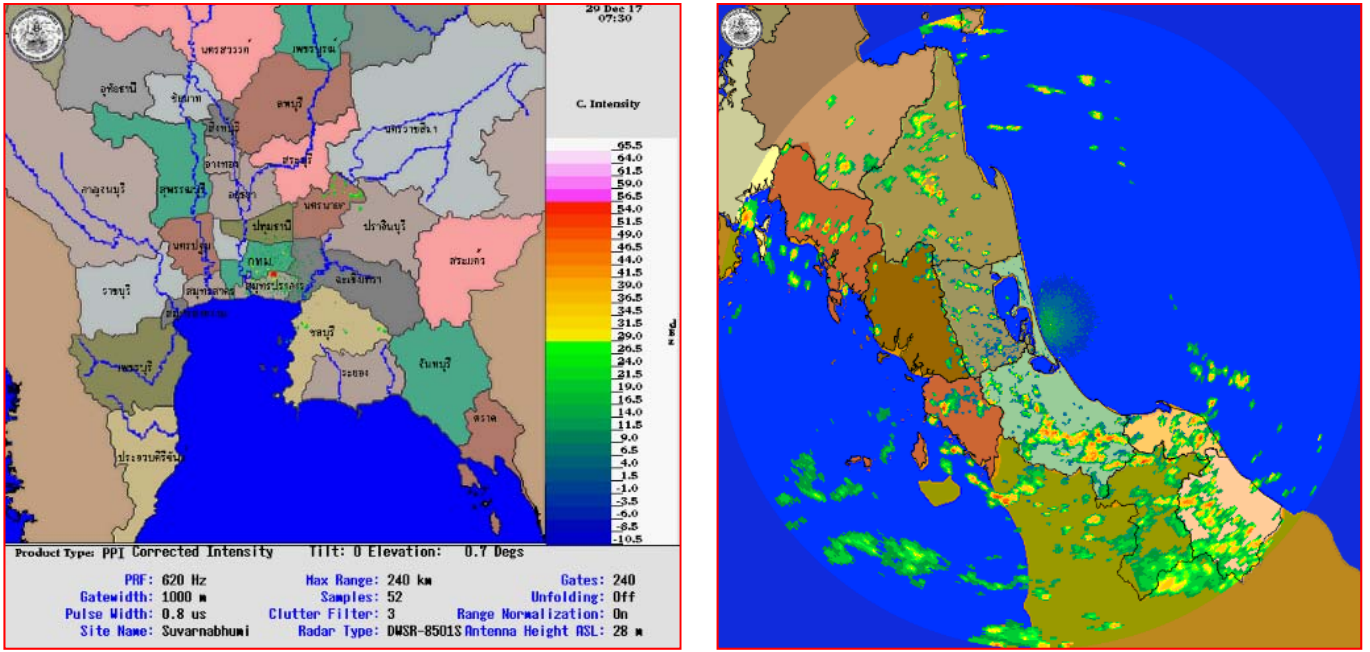 29 Dec 17
07:30
นครสวรรค์
เพชรบูรณ์
อุทัยธานี
ชัยนาท
ลพบุรี
C. Intensity
สิงห์บุรี
นครราชสีมา
สระบุรี
อ่างทอง
กาญจนบุรี
สุพรรณบุรี
อยุธยา
นครนายก
ปทุมธานี
ปราจีนบุรี
นครปฐม
กทม.
สระแก้ว
ฉะเชิงเทรา
ราชบุรี
สมุทรสาคร
สมุทรปราการ
สมุทรสงคราม
ชลบุรี
เพชรบุรี
ระยอง
จันทบุรี
ตราด
ประจวบคีรีขันธ์
65.5
64.0
61.5
59.0
56.5
54.0
51.5
49.0
46.5
44.0
41.5
39.0
36.5
34.0
31.5
29.0
26.5
24.0
21.5
19.0
16.5
14.0
11.5
9.0
6.5
4.0
1.5
-1.0
-3.5
-6.0
-8.5
-10.5
Product Type: PPI Corrected Intensity Tilt: 0 Elevation: 0.7 Degs
PRF: 620 Hz Max Range: 240 km Gates: 240
Gatewidth: 1000 m Samples: 52 Unfolding: Off
Pulse Width: 0.8 us Clutter Filter: 3 Range Normalization: On
Site Name: Suvarnabhumi Radar Type: DWSR-8501S Antenna Height ASL: 28 m